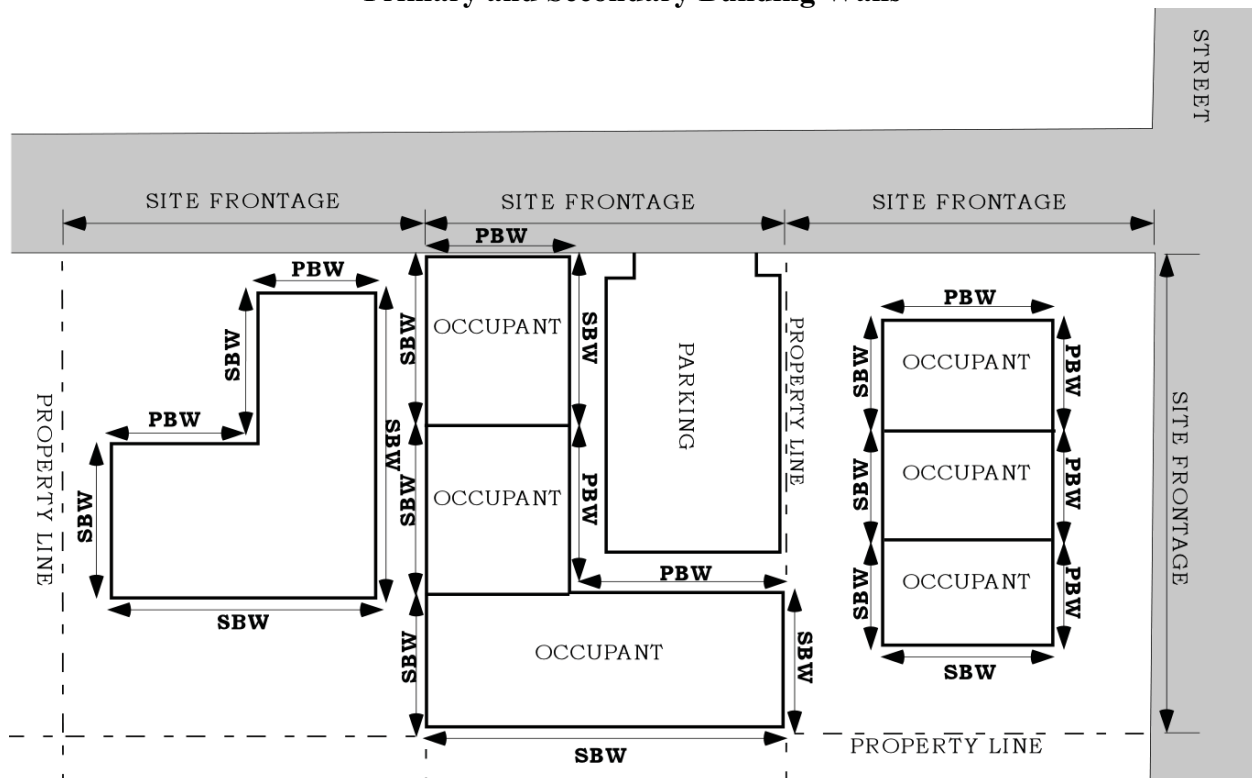 Primary and Secondary Building Walls
STREET
SITE FRONTAGE
SITE FRONTAGE
SITE FRONTAGE
PBW
PBW
PBW
SBW
OCCUPANT
SBW
SBW
PARKING
PROPERTY LINE
SBW
OCCUPANT
PBW
PROPERTY LINE
PBW
SBW
SBW
SBW
OCCUPANT
PBW
SBW
OCCUPANT
PBW
SITE FRONTAGE
SBW
PBW
SBW
OCCUPANT
PBW
SBW
SBW
OCCUPANT
SBW
SBW
SBW
PROPERTY LINE